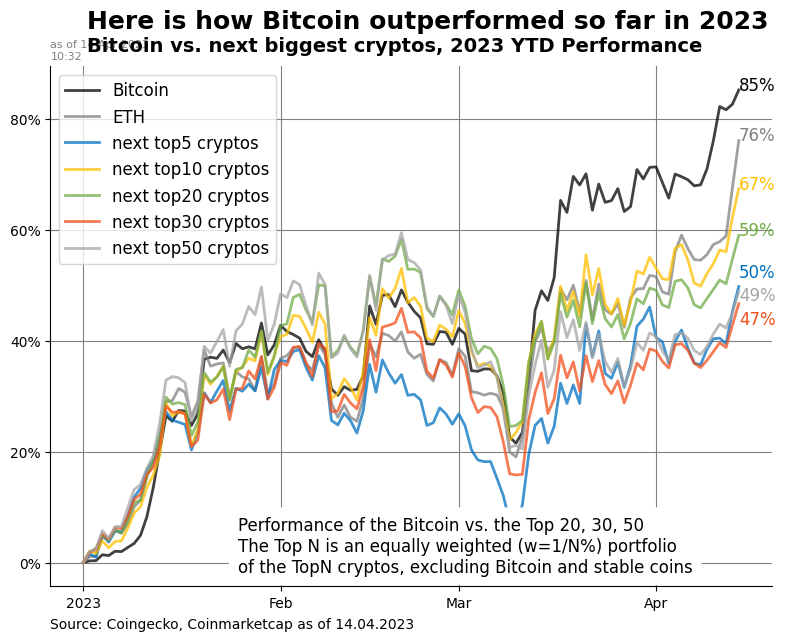 Here is how Bitcoin outperformed so far in 2023
Bitcoin vs. next biggest cryptos, 2023 YTD Performance
as of 1
10:32
Bitcoin
ETH
next top5 cryptos
next top10 cryptos
next top20 cryptos
next top30 cryptos
next top50 cryptos
80%
60%
40%
20%
0%
85%
76%
67%
59%
50%
49%
47%
Performance of the Bitcoin vs. the Top 20, 30, 50
The Top N is an equally weighted (w=1/N%) portfolio
of the TopN cryptos, excluding Bitcoin and stable coins
2023
Feb
Mar
Apr
Source: Coingecko, Coinmarketcap as of 14.04.2023